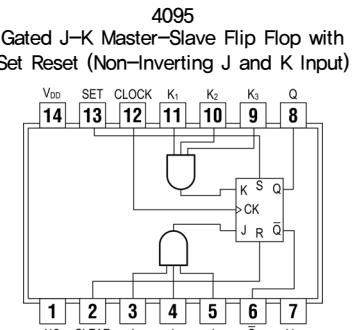 4095
Gated J-K Master-Slave Flip Flop with
Set Reset (Non-Inverting J and K Input)
VDD SET CLOCK K1 K2 K3 Q
14 13 12 11 10 9 8
K S Q
CK
J R Q̅
1 2 3 4 5 6 7